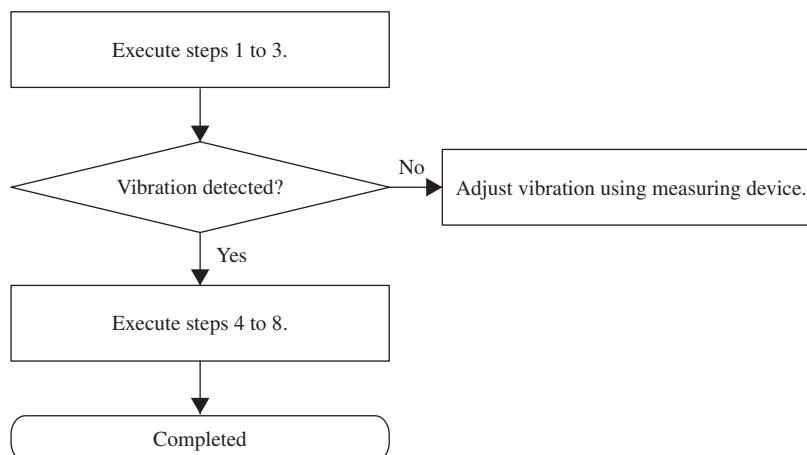 Execute steps 1 to 3.
Vibration detected?
No
Adjust vibration using measuring device.
Yes
Execute steps 4 to 8.
Completed